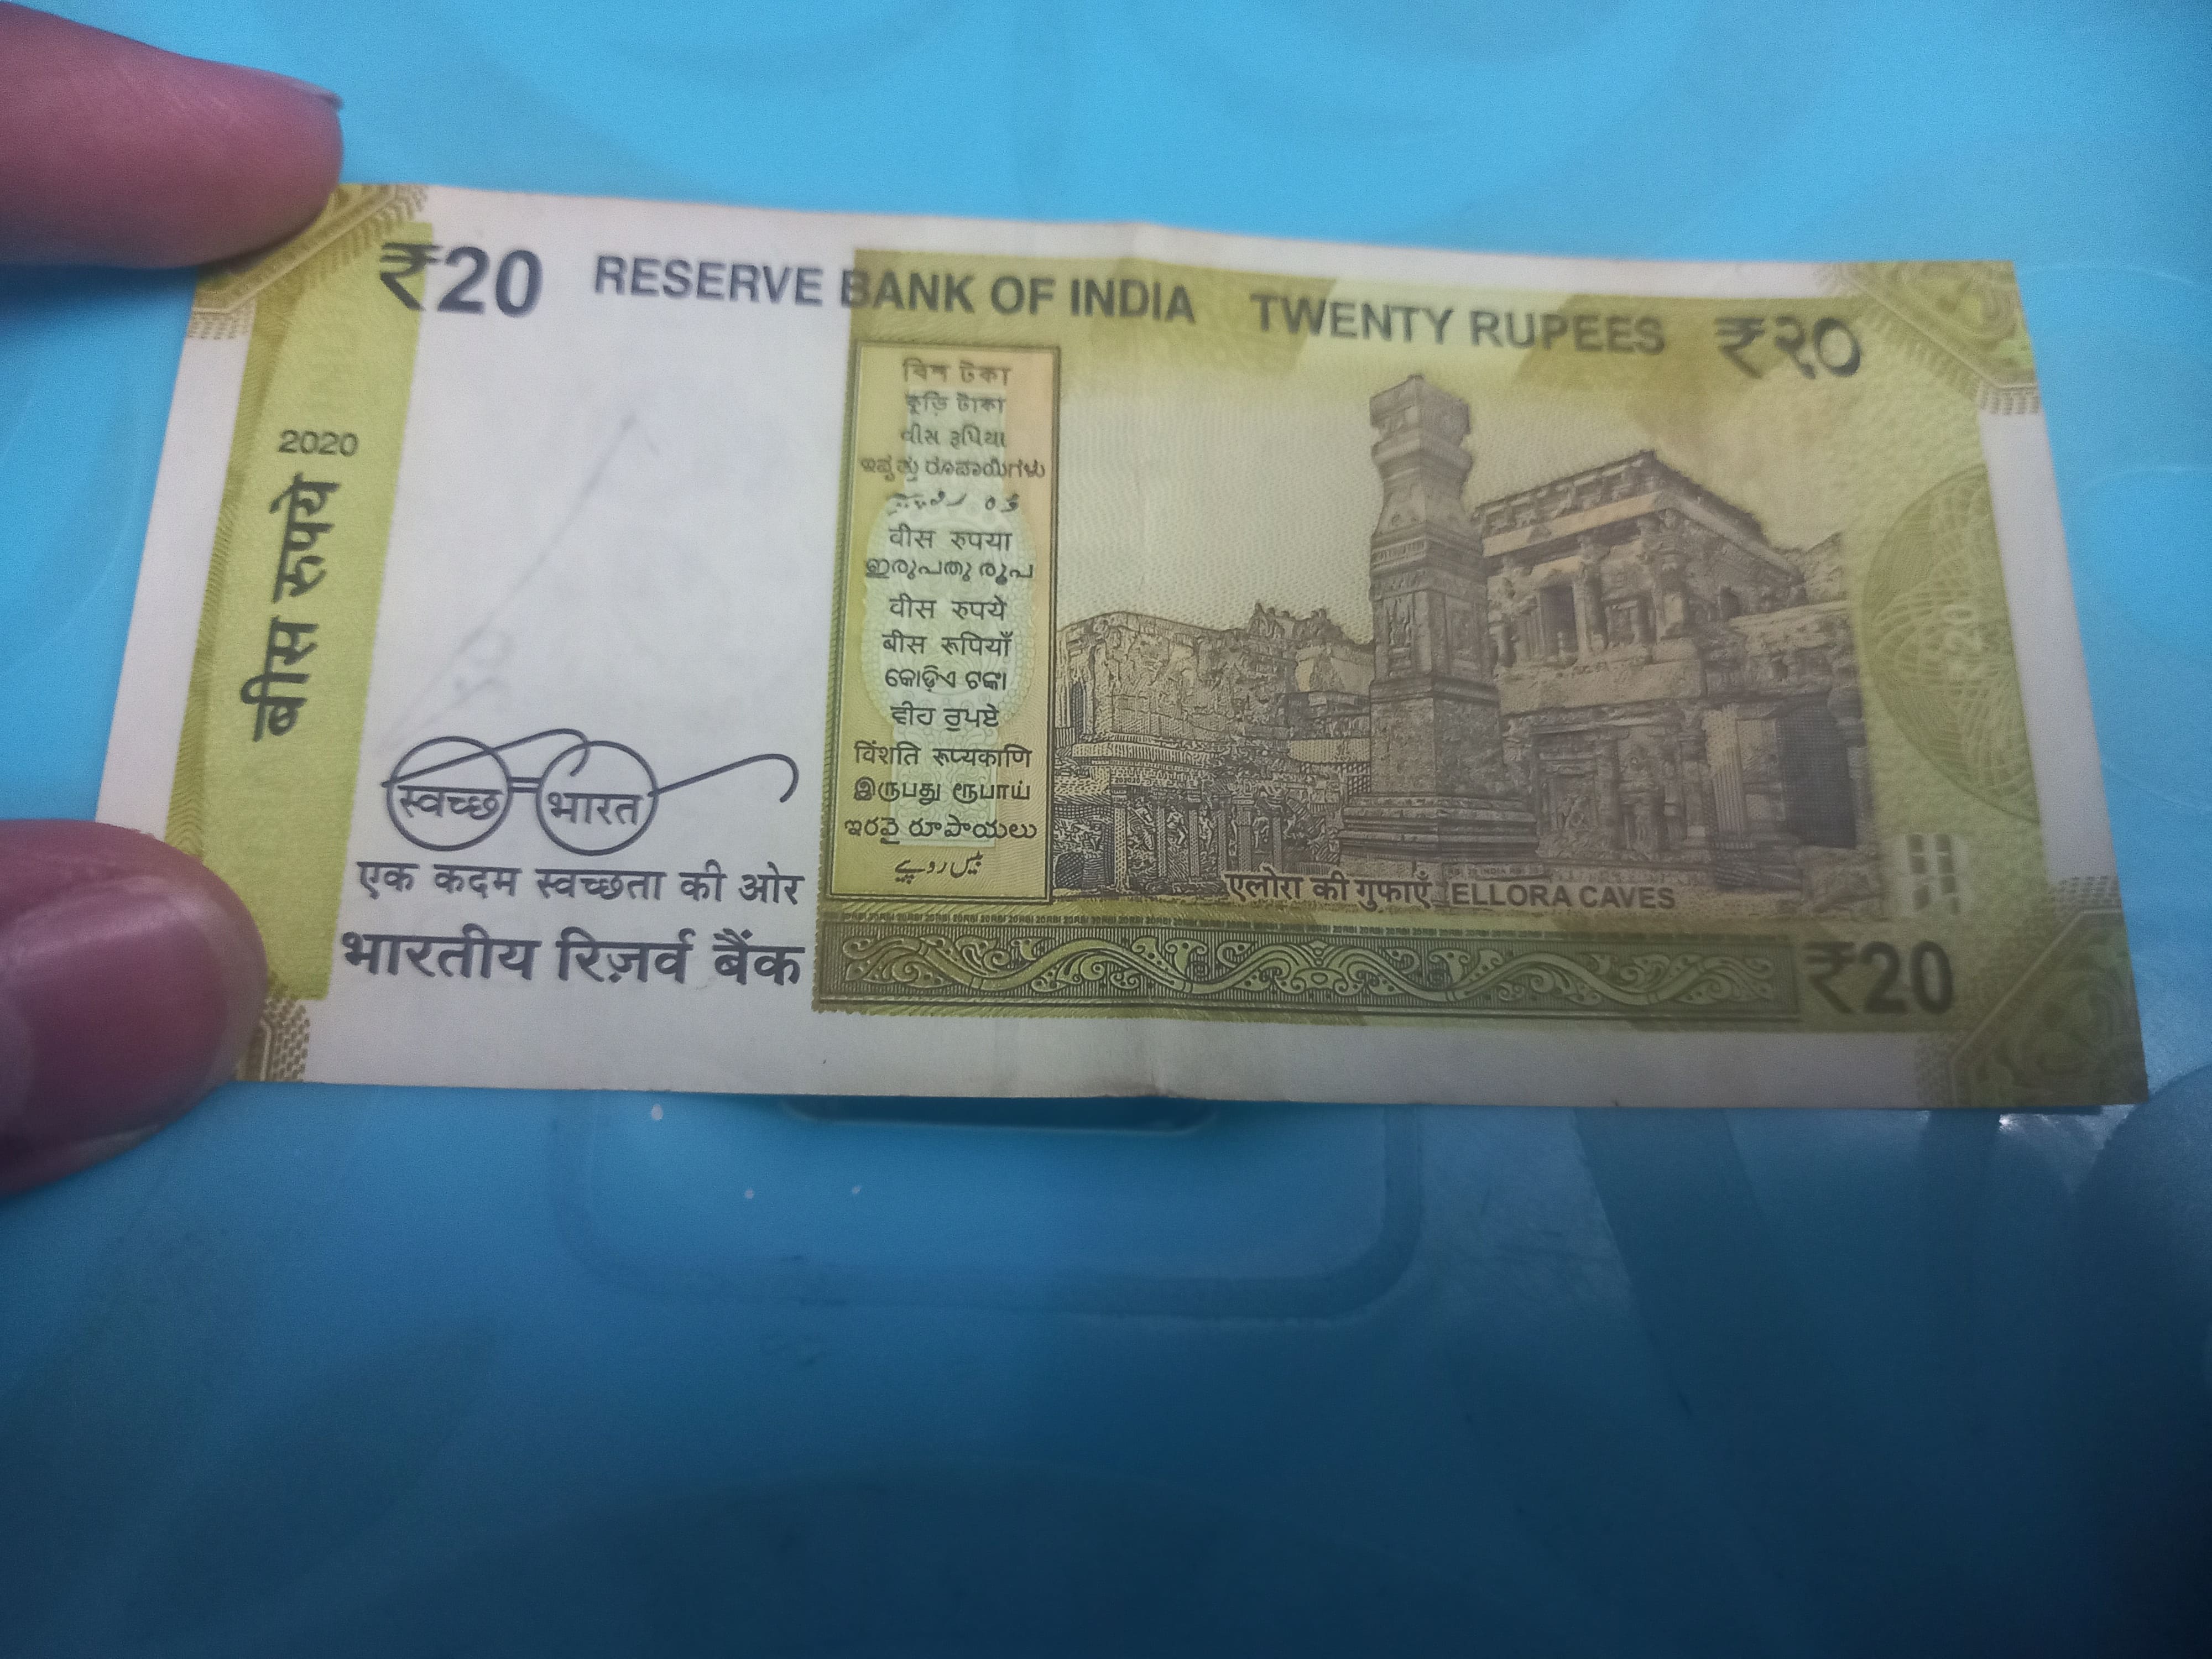 ₹20 RESERVE BANK OF INDIA TWENTY RUPEES ₹२०
2020
बीस रुपये
বিশ টকা
কুড়ি টাকা
વીસ રૂપિયા
ಇಪ್ಪತ್ತು ರೂಪಾಯಿಗಳು
वीस रुपया
ഇരുപതു രൂപ
वीस रुपये
बीस रूपियाँ
କୋଡ଼ିଏ ଟଙ୍କା
ਵੀਹ ਰੁਪਏ
विंशति रूप्यकाणि
இருபது ரூபாய்
ఇరవై రూపాయలు
بیس روپے
स्वच्छ भारत
एक कदम स्वच्छता की ओर
भारतीय रिज़र्व बैंक
एलोरा की गुफाएँ ELLORA CAVES
₹20